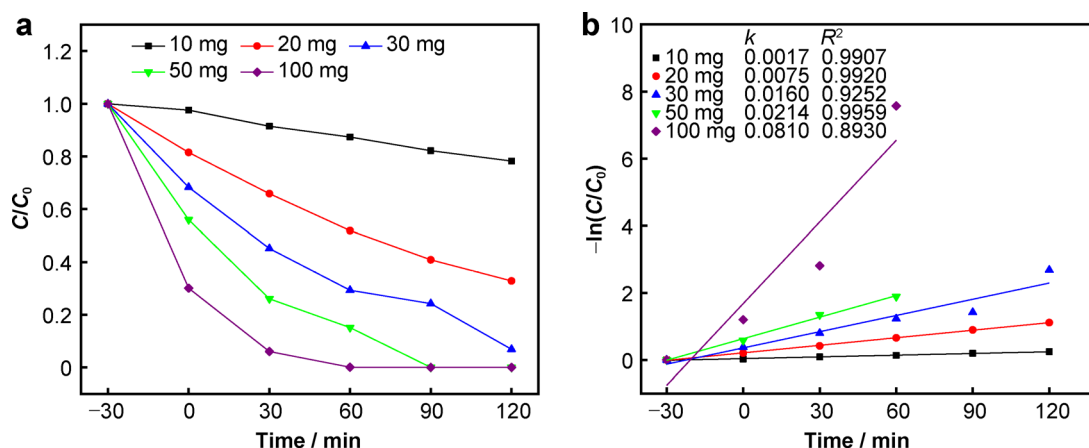 a
10 mg 20 mg 30 mg
50 mg 100 mg
1.2
1.0
0.8
0.6
0.4
0.2
0
C/C0
−30 0 30 60 90 120
Time / min
b
k R2
10 mg 0.0017 0.9907
20 mg 0.0075 0.9920
30 mg 0.0160 0.9252
50 mg 0.0214 0.9959
100 mg 0.0810 0.8930
10
8
6
4
2
0
−ln(C/C0)
−30 0 30 60 90 120
Time / min